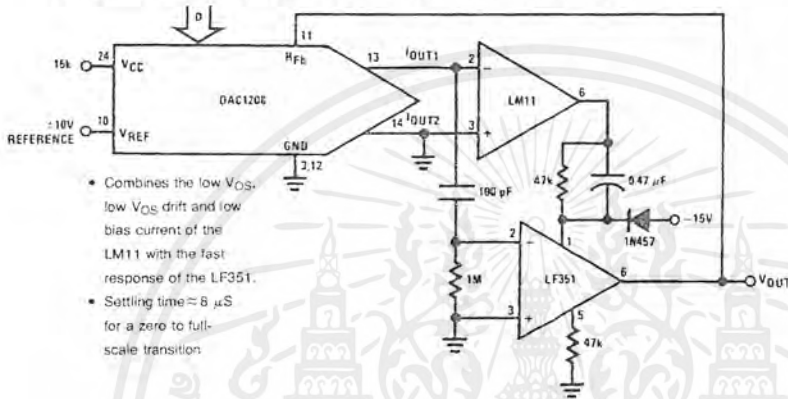 D
11
RFb
24
15k
VCC
13
IOUT1
2
6
DAC1208
LM11
10
±10V
REFERENCE
VREF
14
IOUT2
3
GND
3,12
• Combines the low VOS,
low VOS drift and low
bias current of the
LM11 with the fast
response of the LF351.
• Settling time ≈ 8 μS
for a zero to full-
scale transition
100 pF
47k
0.47 μF
-15V
1N457
1
2
1M
LF351
6
VOUT
3
5
47k